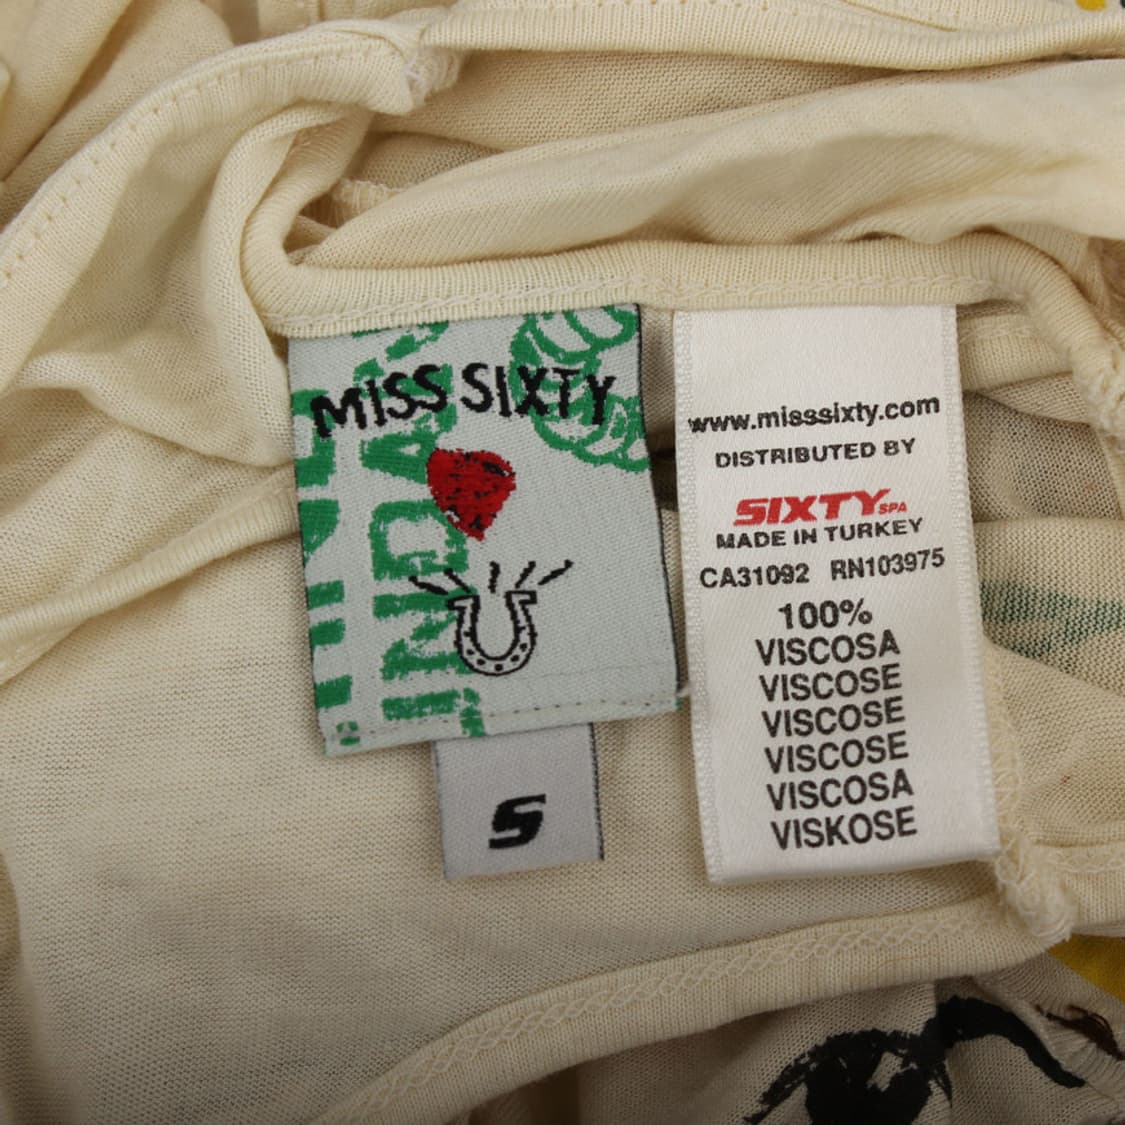 MISS SIXTY
S
www.misssixty.com
DISTRIBUTED BY
SIXTY SPA
MADE IN TURKEY
CA31092 RN103975
100%
VISCOSA
VISCOSE
VISCOSE
VISCOSE
VISCOSA
VISKOSE